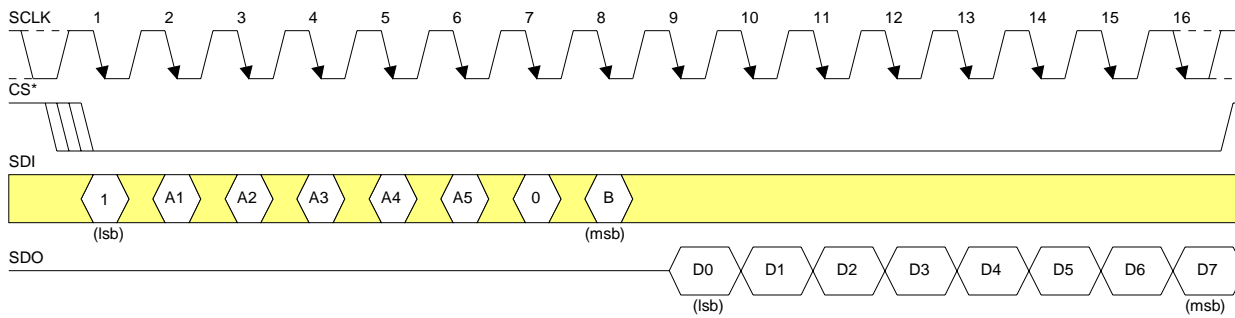 SCLK 1 2 3 4 5 6 7 8 9 10 11 12 13 14 15 16
CS*
SDI
1 A1 A2 A3 A4 A5 0 B
(lsb) (msb)
SDO
D0 D1 D2 D3 D4 D5 D6 D7
(lsb) (msb)